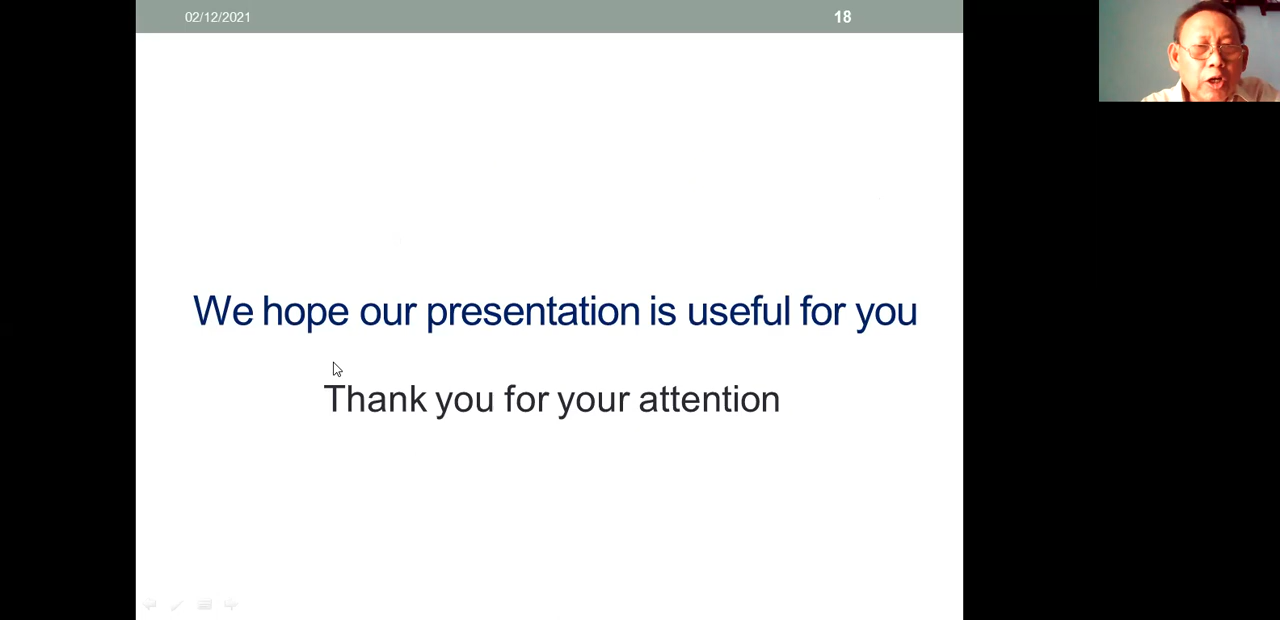 02/12/2021 18
We hope our presentation is useful for you
Thank you for your attention